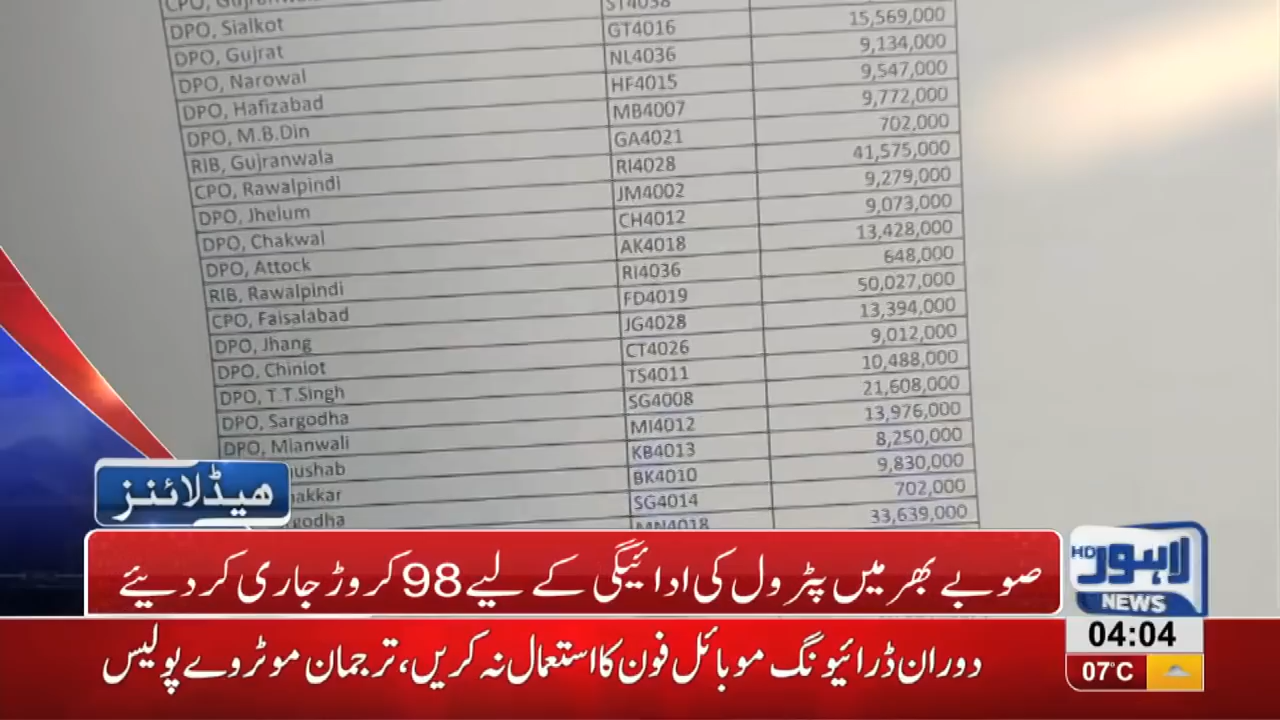 CPO, Gujranwala
DPO, Sialkot ST4038
DPO, Gujrat GT4016 15,569,000
DPO, Narowal NL4036 9,134,000
DPO, Hafizabad HF4015 9,547,000
DPO, M.B.Din MB4007 9,772,000
RIB, Gujranwala GA4021 702,000
CPO, Rawalpindi RI4028 41,575,000
DPO, Jhelum JM4002 9,279,000
DPO, Chakwal CH4012 9,073,000
DPO, Attock AK4018 13,428,000
RIB, Rawalpindi RI4036 648,000
CPO, Faisalabad FD4019 50,027,000
DPO, Jhang JG4028 13,394,000
DPO, Chiniot CT4026 9,012,000
DPO, T.T.Singh TS4011 10,488,000
DPO, Sargodha SG4008 21,608,000
DPO, Mianwali MI4012 13,976,000
ushab KB4013 8,250,000
akkar BK4010 9,830,000
godha SG4014 702,000
MN4018 33,639,000
ہیڈلائنز
صوبے بھر میں پٹرول کی ادائیگی کے لیے 98 کروڑ جاری کر دیئے
لاہور HD
NEWS
04:04
دوران ڈرائیونگ موبائل فون کا استعمال نہ کریں، ترجمان موٹروے پولیس
07°C